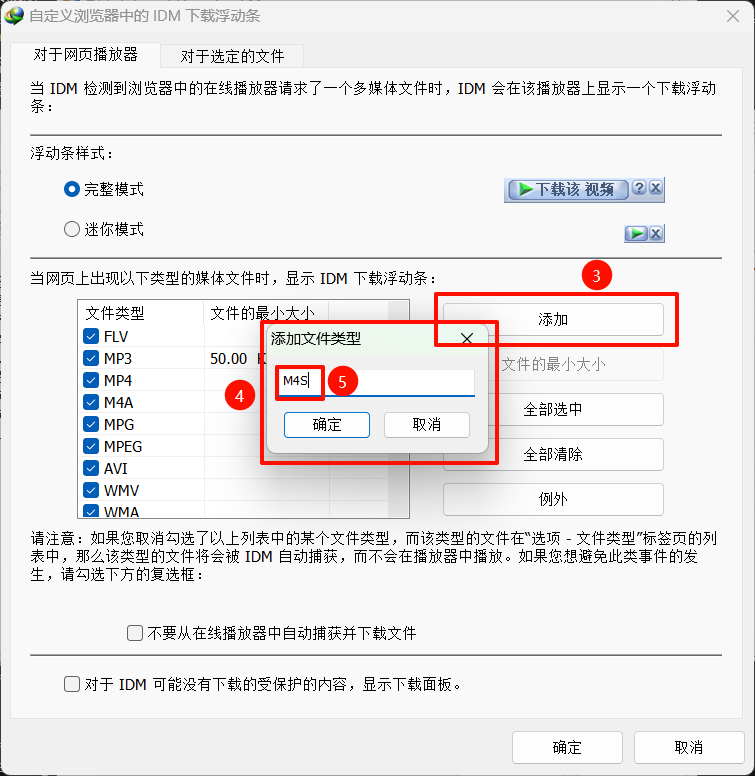 自定义浏览器中的 IDM 下载浮动条
对于网页播放器
对于选定的文件
当 IDM 检测到浏览器中的在线播放器请求了一个多媒体文件时，IDM 会在该播放器上显示一个下载浮动
条：
浮动条样式：
完整模式
下载该 视频
?
迷你模式
当网页上出现以下类型的媒体文件时，显示 IDM 下载浮动条：
3
文件类型
文件的最小大小
添加
FLV
添加文件类型
MP3
50.00
文件的最小大小
MP4
M4S
5
M4A
4
全部选中
MPG
确定
取消
MPEG
全部清除
AVI
WMV
例外
WMA
请注意：如果您取消勾选了以上列表中的某个文件类型，而该类型的文件在“选项 - 文件类型”标签页的列
表中，那么该类型的文件将会被 IDM 自动捕获，而不会在播放器中播放。如果您想避免此类事件的发
生，请勾选下方的复选框：
不要从在线播放器中自动捕获并下载文件
对于 IDM 可能没有下载的受保护的内容，显示下载面板。
确定
取消